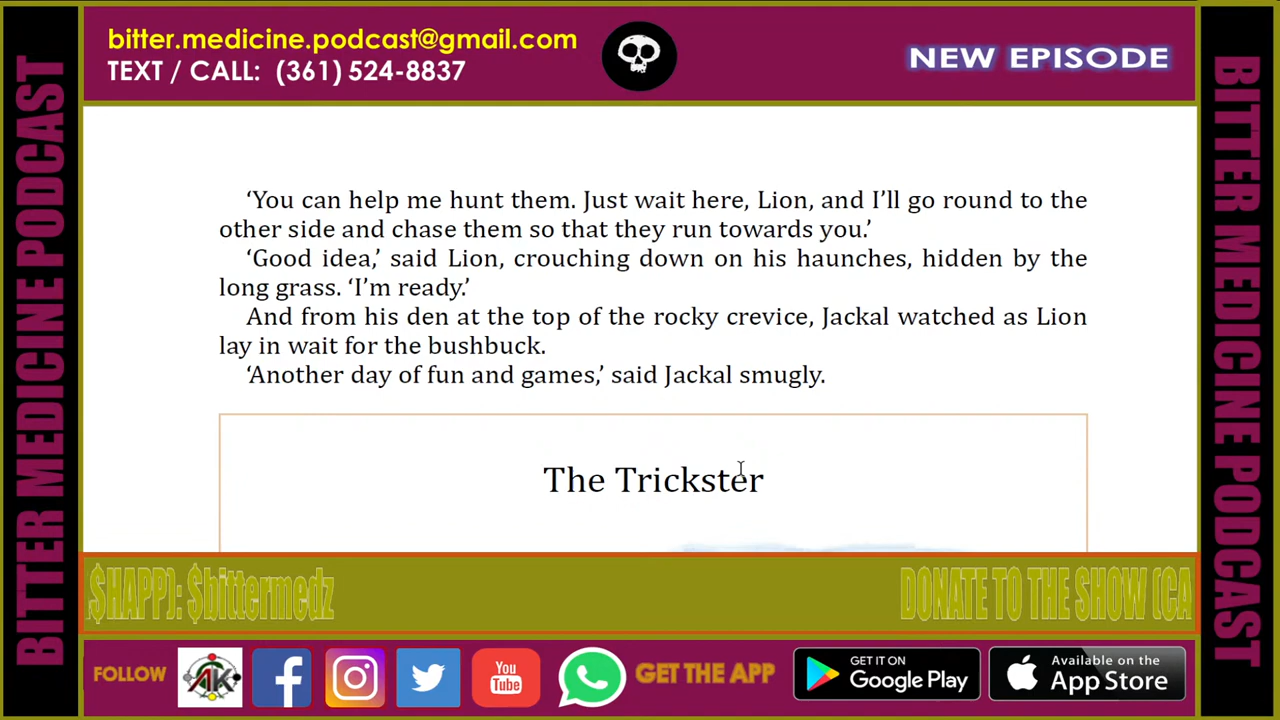 bitter.medicine.podcast@gmail.com
TEXT / CALL: (361) 524-8837
NEW EPISODE
BITTER MEDICINE PODCAST
BITTER MEDICINE PODCAST
‘You can help me hunt them. Just wait here, Lion, and I’ll go round to the
other side and chase them so that they run towards you.’
‘Good idea,’ said Lion, crouching down on his haunches, hidden by the
long grass. ‘I’m ready.’
And from his den at the top of the rocky crevice, Jackal watched as Lion
lay in wait for the bushbuck.
‘Another day of fun and games,’ said Jackal smugly.
The Trickster
$HAPP): $bittermedz
DONATE TO THE SHOW (CA
FOLLOW
ATK
You
Tube
GET THE APP
GET IT ON
Google Play
Available on the
App Store